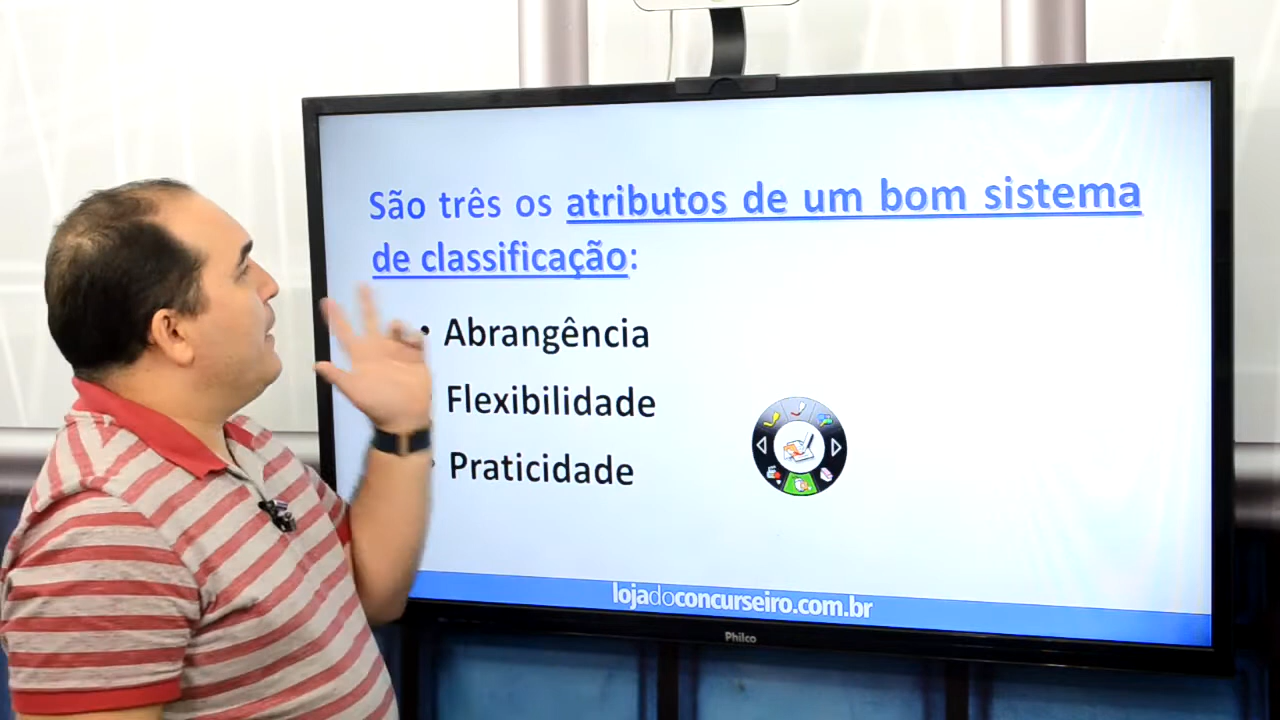 São três os atributos de um bom sistema
de classificação:
• Abrangência
Flexibilidade
Praticidade
lojadoconcurseiro.com.br
Philco